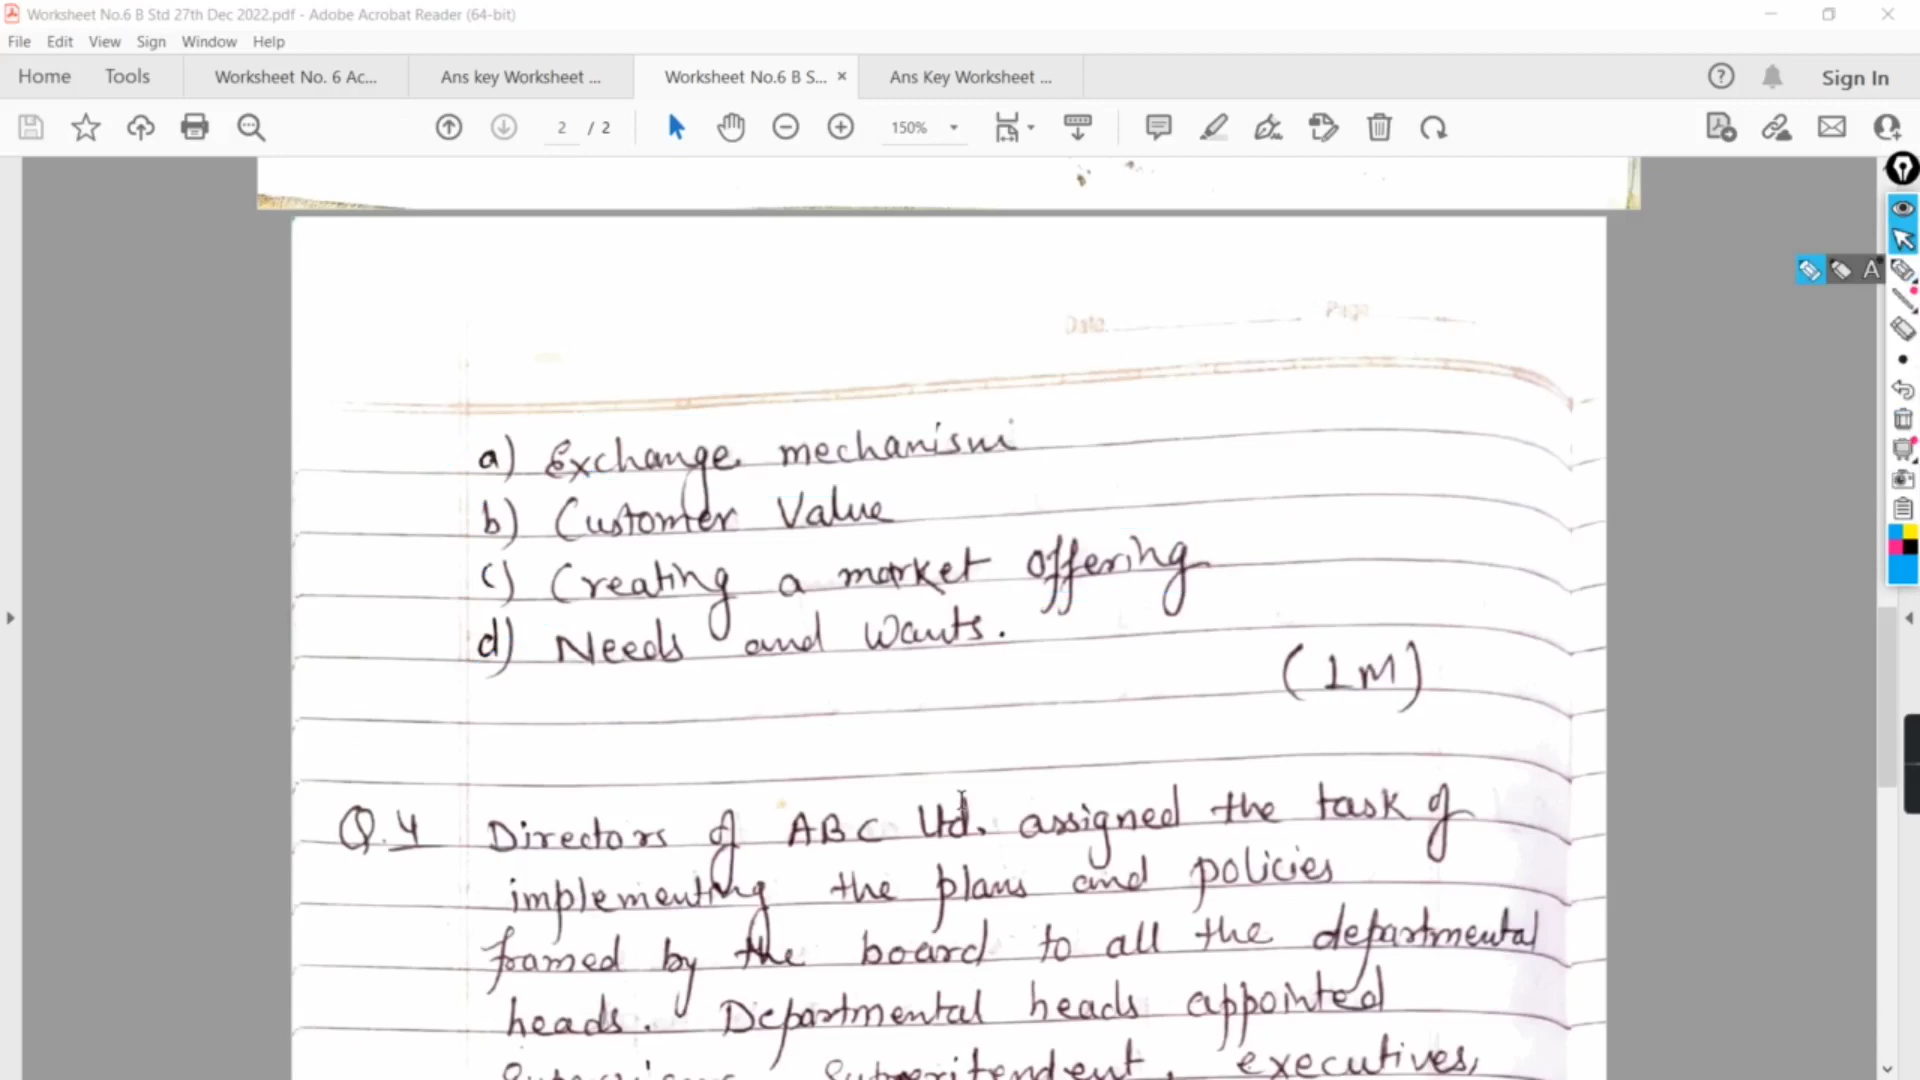 Worksheet No.6 B Std 27th Dec 2022.pdf - Adobe Acrobat Reader (64-bit)
File Edit View Sign Window Help
Home Tools Worksheet No. 6 Ac... Ans key Worksheet ... Worksheet No.6 B S... × Ans Key Worksheet ... Sign In
2 / 2 150%
A
Date. Page
a) Exchange mechanism
b) Customer Value
c) Creating a market offering
d) Needs and Wants.
(1M)
Q.4 Directors of ABC Ltd. assigned the task of
implementing the plans and policies
framed by the board to all the departmental
heads. Departmental heads appointed
executives,